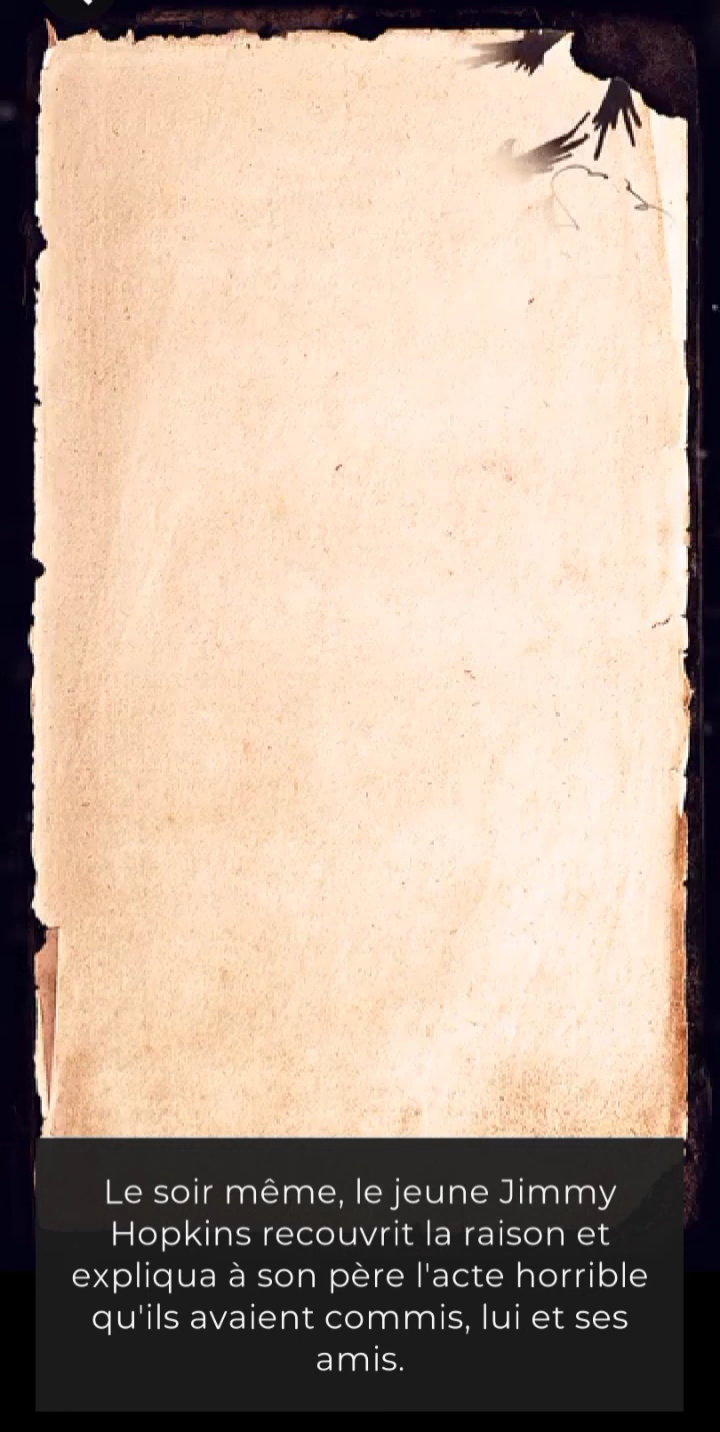 Le soir même, le jeune Jimmy
Hopkins recouvrit la raison et
expliqua à son père l'acte horrible
qu'ils avaient commis, lui et ses
amis.